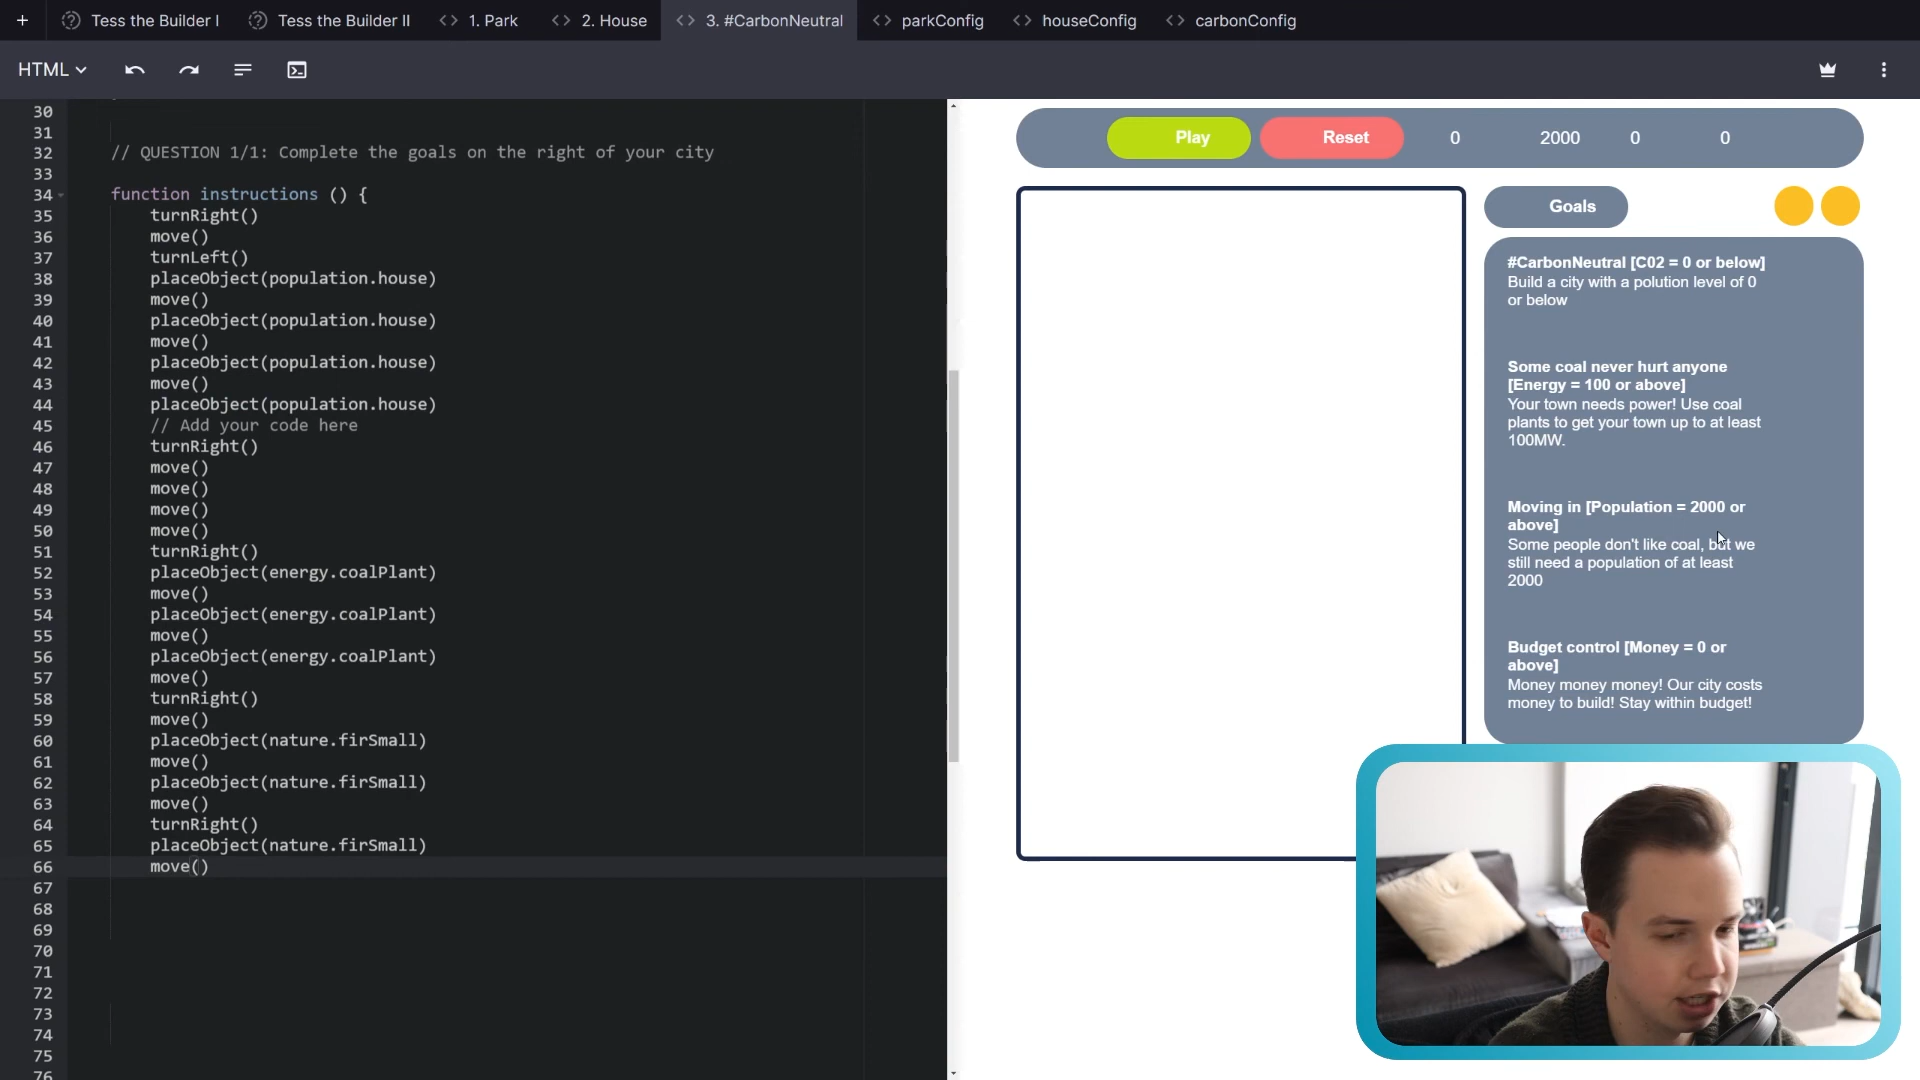 +
Tess the Builder I
Tess the Builder II
<> 1. Park
<> 2. House
<> 3. #CarbonNeutral
<> parkConfig
<> houseConfig
<> carbonConfig
HTML
30
31
32 // QUESTION 1/1: Complete the goals on the right of your city
33
34 function instructions () {
35 turnRight()
36 move()
37 turnLeft()
38 placeObject(population.house)
39 move()
40 placeObject(population.house)
41 move()
42 placeObject(population.house)
43 move()
44 placeObject(population.house)
45 // Add your code here
46 turnRight()
47 move()
48 move()
49 move()
50 move()
51 turnRight()
52 placeObject(energy.coalPlant)
53 move()
54 placeObject(energy.coalPlant)
55 move()
56 placeObject(energy.coalPlant)
57 move()
58 turnRight()
59 move()
60 placeObject(nature.firSmall)
61 move()
62 placeObject(nature.firSmall)
63 move()
64 turnRight()
65 placeObject(nature.firSmall)
66 move()
67
68
69
70
71
72
73
74
75
76
Play
Reset
0
2000
0
0
Goals
#CarbonNeutral [C02 = 0 or below]
Build a city with a polution level of 0
or below
Some coal never hurt anyone
[Energy = 100 or above]
Your town needs power! Use coal
plants to get your town up to at least
100MW.
Moving in [Population = 2000 or
above]
Some people don't like coal, but we
still need a population of at least
2000
Budget control [Money = 0 or
above]
Money money money! Our city costs
money to build! Stay within budget!